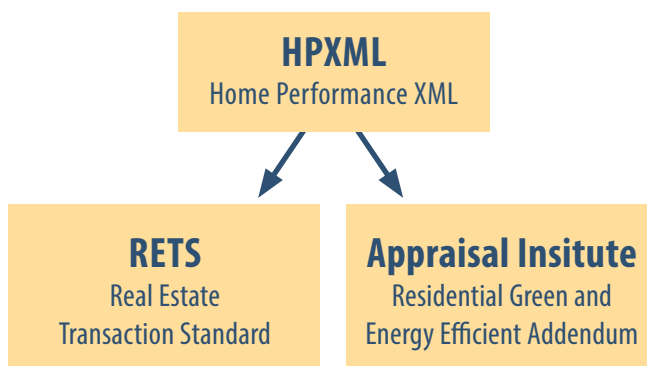 HPXML
Home Performance XML
RETS
Real Estate
Transaction Standard
Appraisal Insitute
Residential Green and
Energy Efficient Addendum